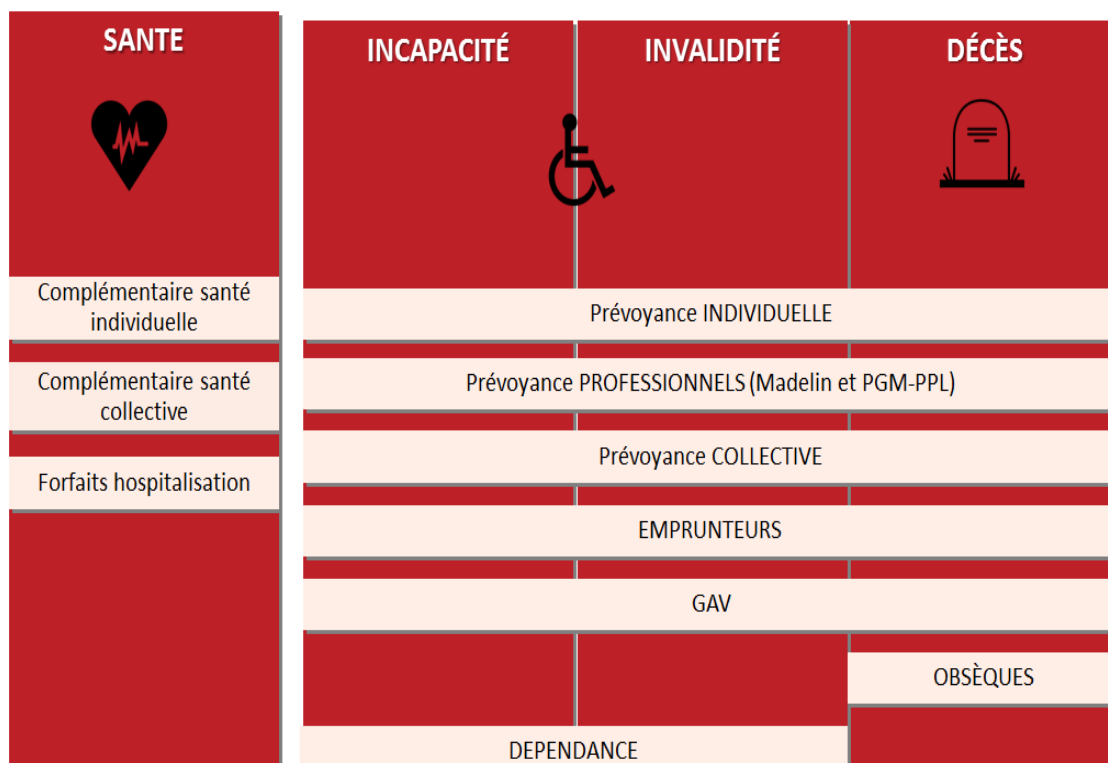 SANTE
Complémentaire santé
individuelle
Complémentaire santé
collective
Forfaits hospitalisation
INCAPACITÉ
INVALIDITÉ
DÉCÈS
Prévoyance INDIVIDUELLE
Prévoyance PROFESSIONNELS (Madelin et PGM-PPL)
Prévoyance COLLECTIVE
EMPRUNTEURS
GAV
OBSÈQUES
DEPENDANCE